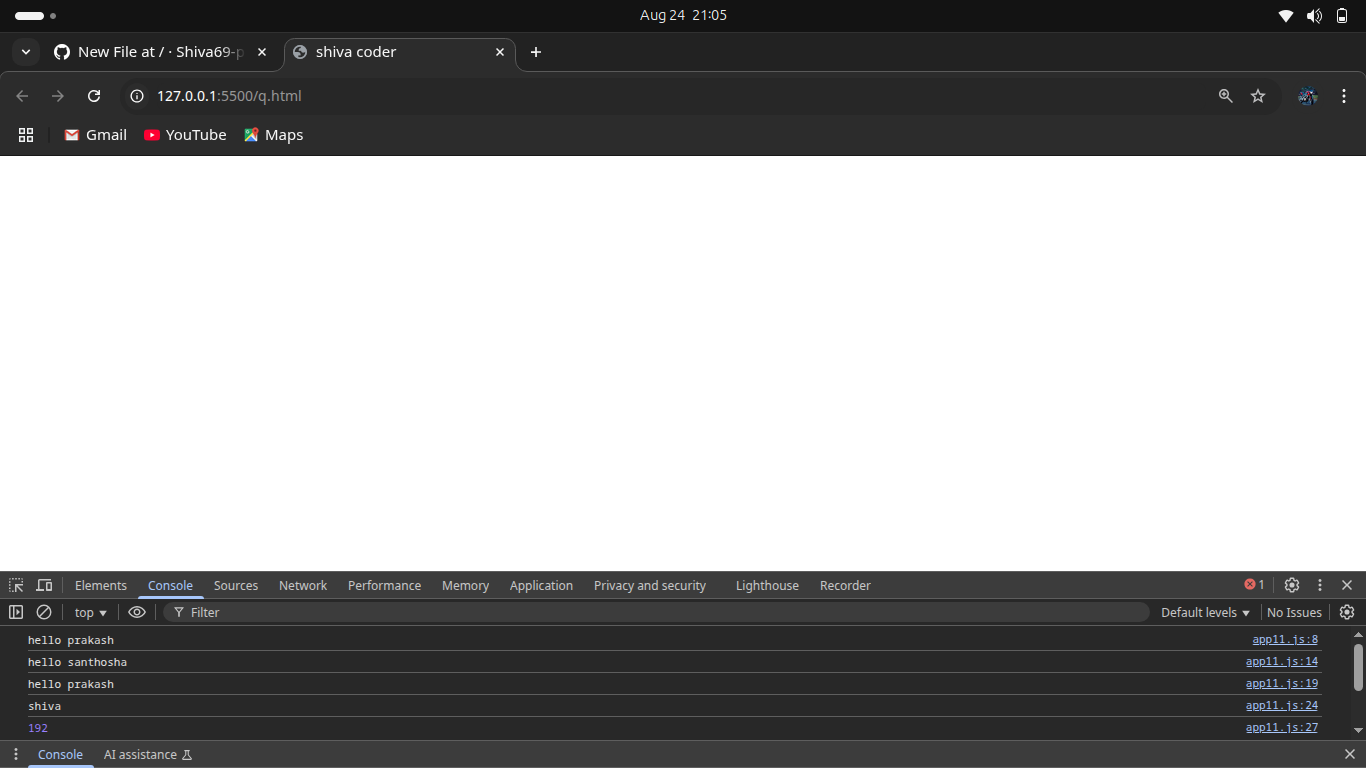 Aug 24 21:05
New File at / · Shiva69-p
shiva coder
127.0.0.1:5500/q.html
Gmail YouTube Maps
Elements Console Sources Network Performance Memory Application Privacy and security Lighthouse Recorder 1
top Filter Default levels No Issues
hello prakash app11.js:8
hello santhosha app11.js:14
hello prakash app11.js:19
shiva app11.js:24
192 app11.js:27
Console AI assistance